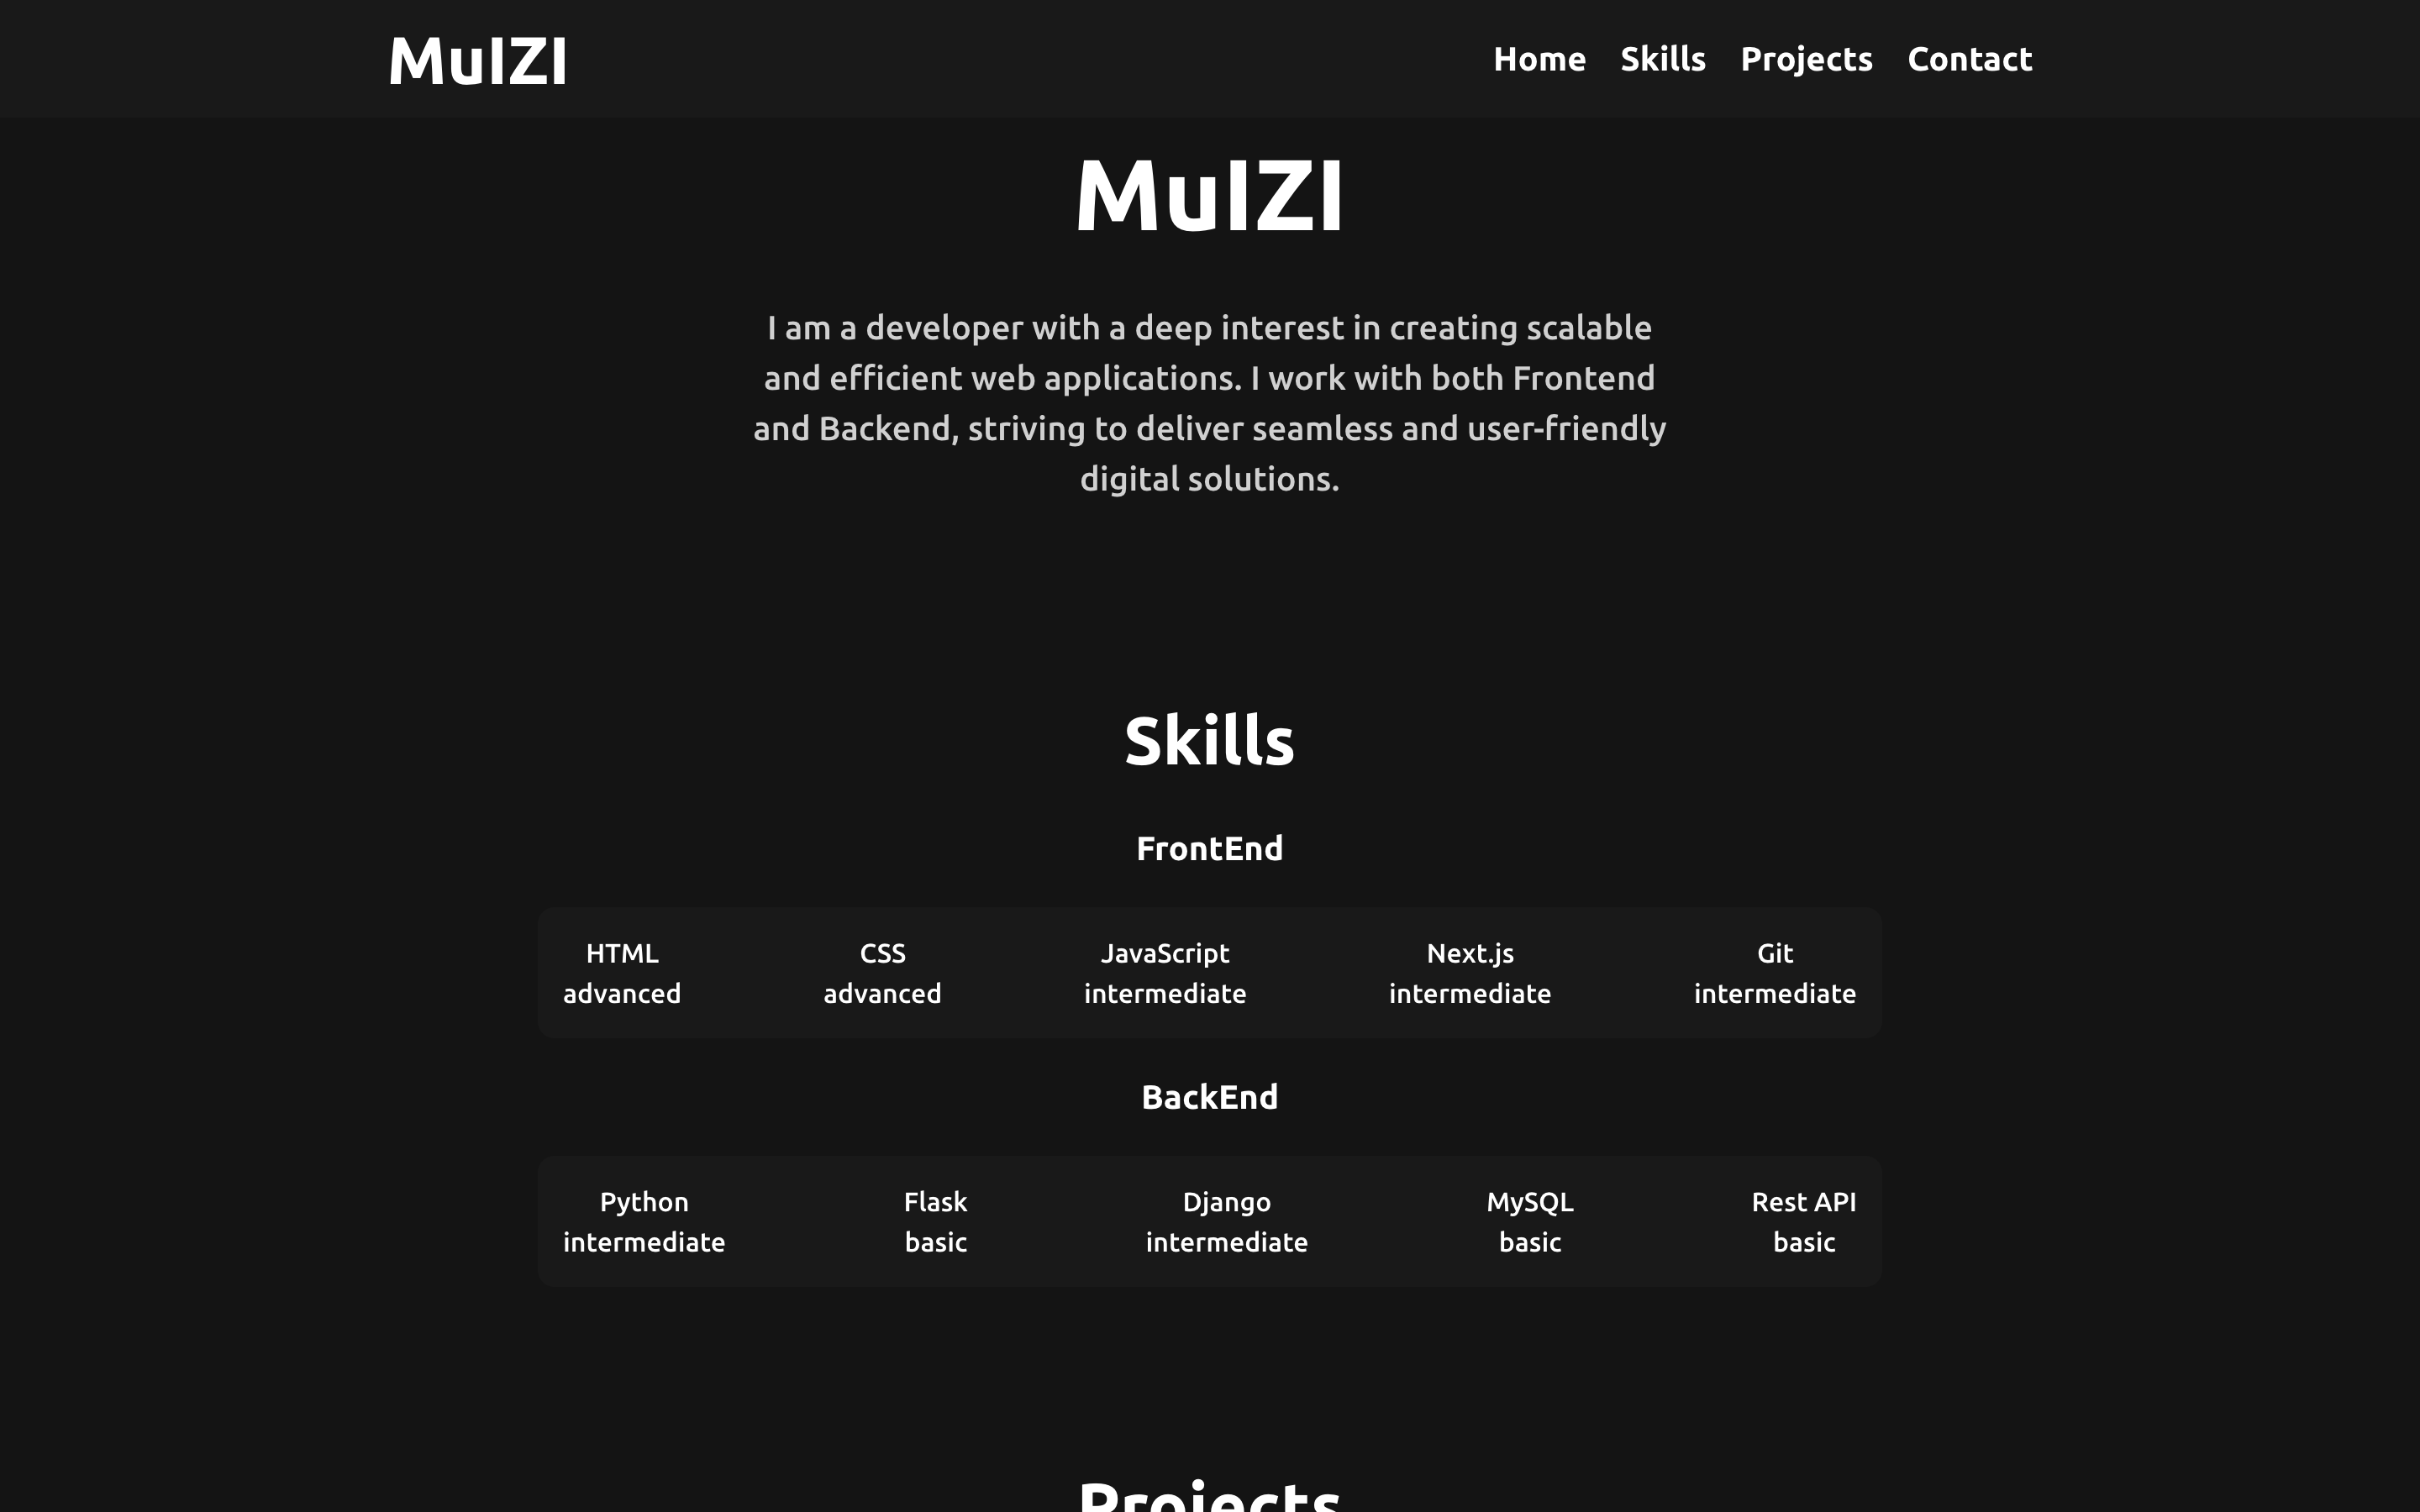 MuIZI
Home Skills Projects Contact
MuIZI
I am a developer with a deep interest in creating scalable
and efficient web applications. I work with both Frontend
and Backend, striving to deliver seamless and user-friendly
digital solutions.
Skills
FrontEnd
HTML CSS JavaScript Next.js Git
advanced advanced intermediate intermediate intermediate
BackEnd
Python Flask Django MySQL Rest API
intermediate basic intermediate basic basic
Projects